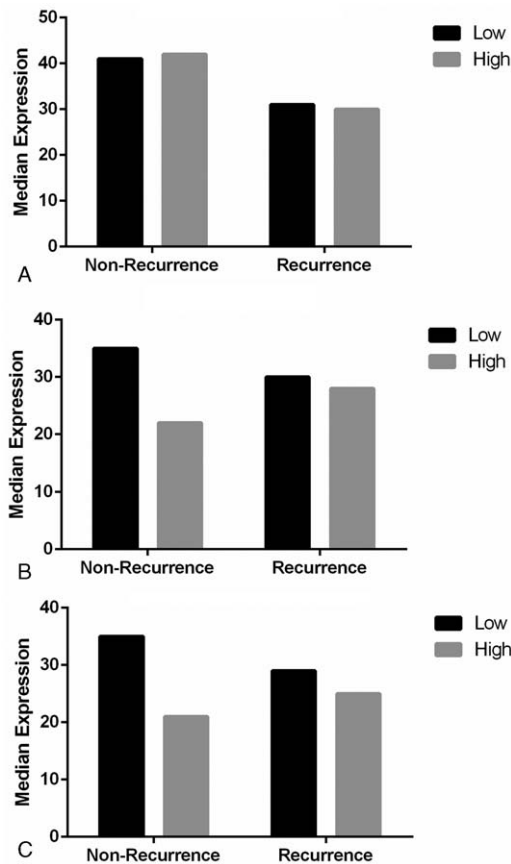 50
40
30
20
10
0
Median Expression
Low
High
Non-Recurrence Recurrence
A
40
30
20
10
0
Median Expression
Low
High
Non-Recurrence Recurrence
B
40
30
20
10
0
Median Expression
Low
High
Non-Recurrence Recurrence
C